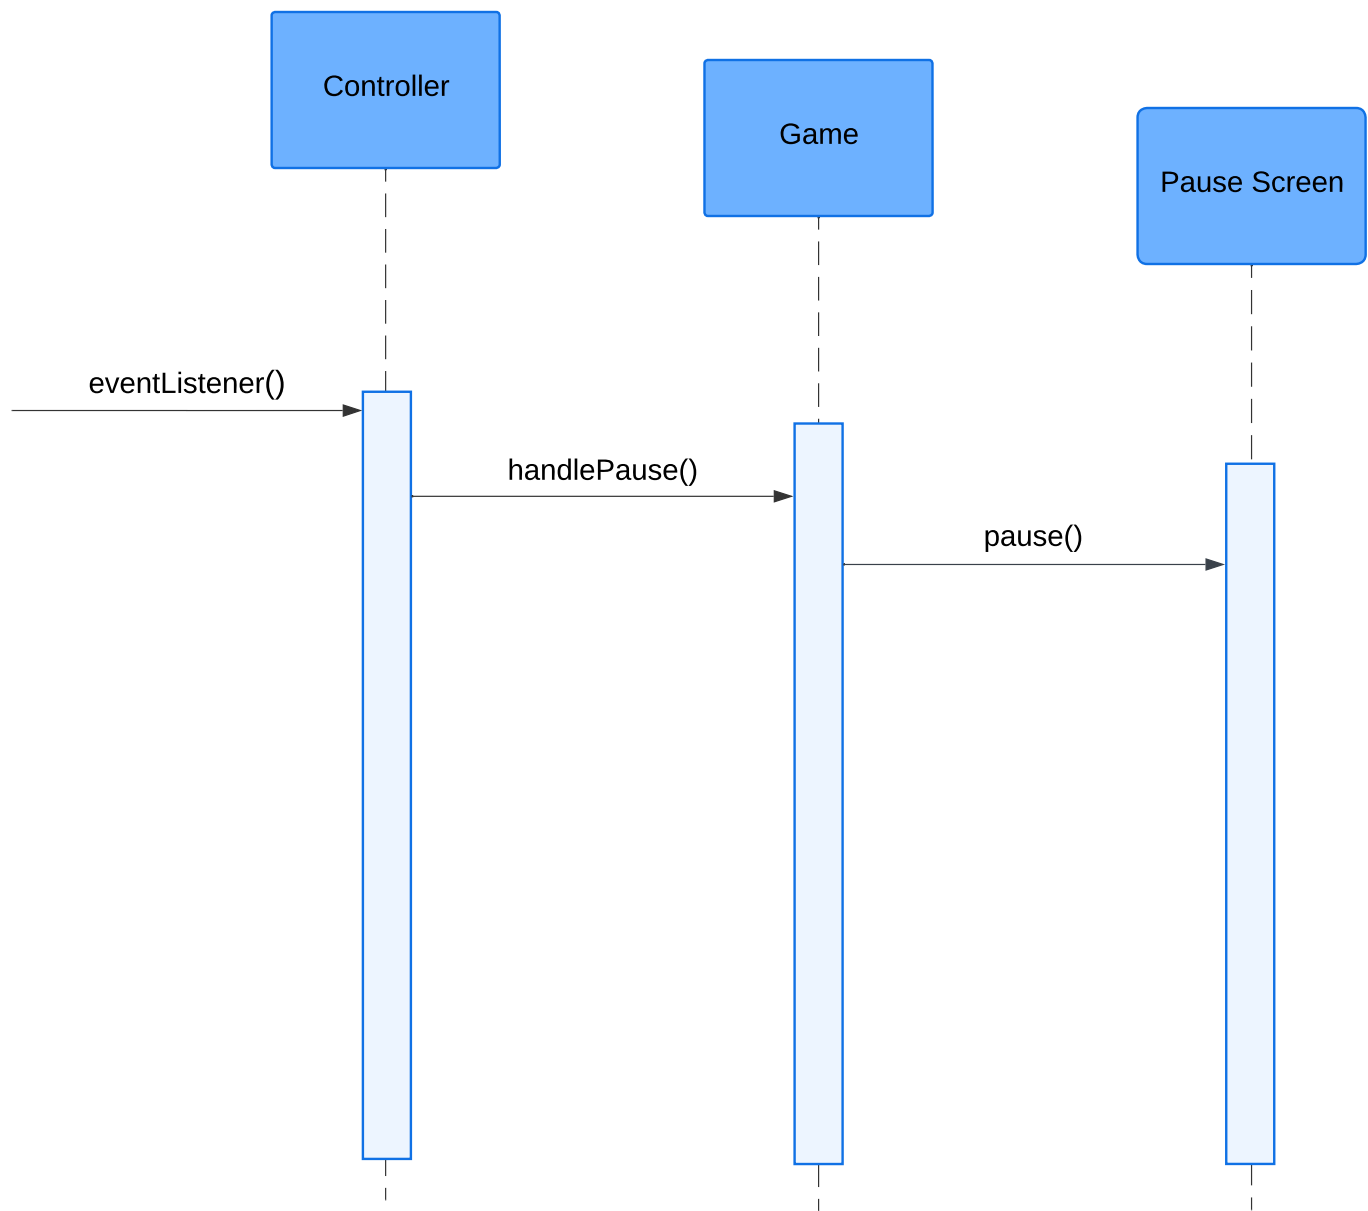 Controller
Game
Pause Screen
eventListener()
handlePause()
pause()